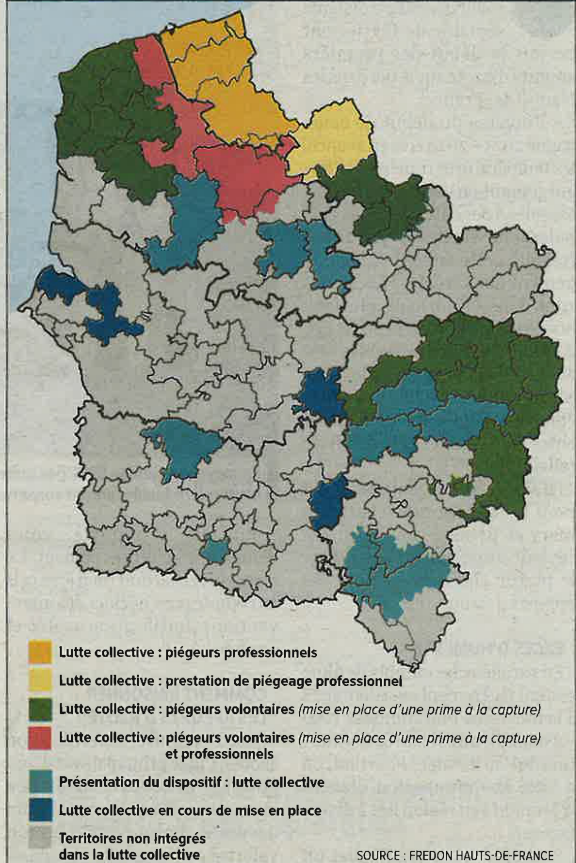 Lutte collective : piégeurs professionnels
Lutte collective : prestation de piégeage professionnel
Lutte collective : piégeurs volontaires (mise en place d'une prime à la capture)
Lutte collective : piégeurs volontaires (mise en place d'une prime à la capture)
et professionnels
Présentation du dispositif : lutte collective
Lutte collective en cours de mise en place
Territoires non intégrés
dans la lutte collective
SOURCE : FREDON HAUTS-DE-FRANCE